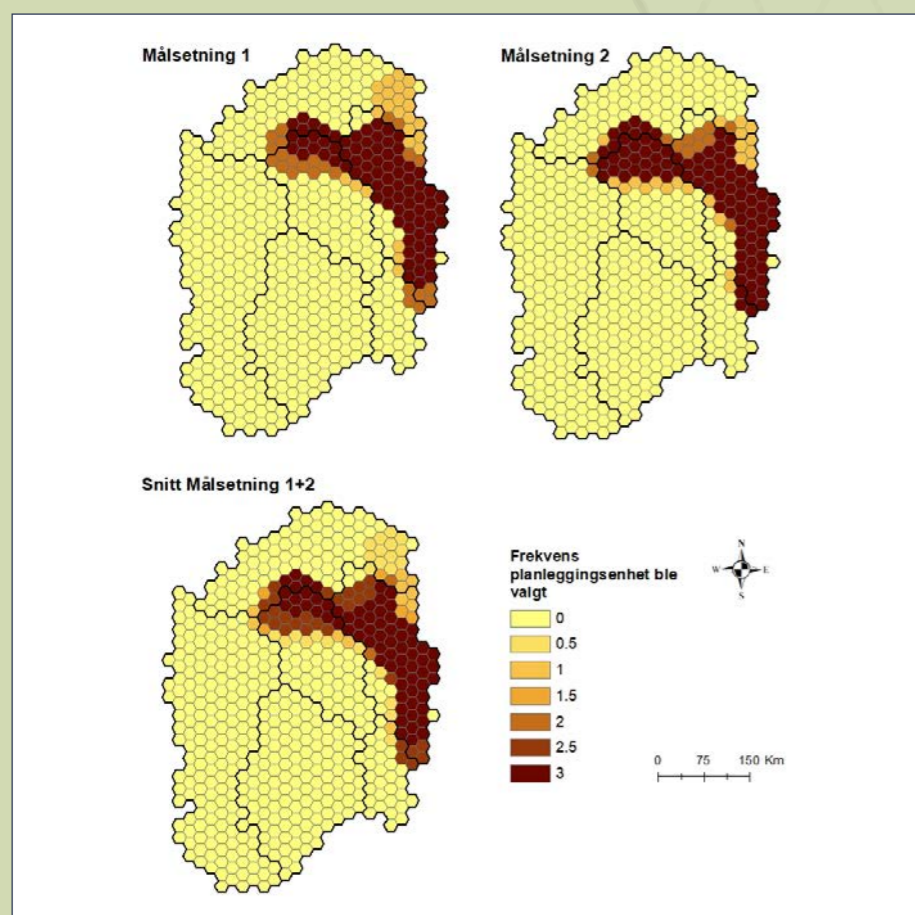 Målsetning 1
Målsetning 2
Snitt Målsetning 1+2
Frekvens
planleggingsenhet ble
valgt
0
0.5
1
1.5
2
2.5
3
N
W E
S
0 75 150 Km